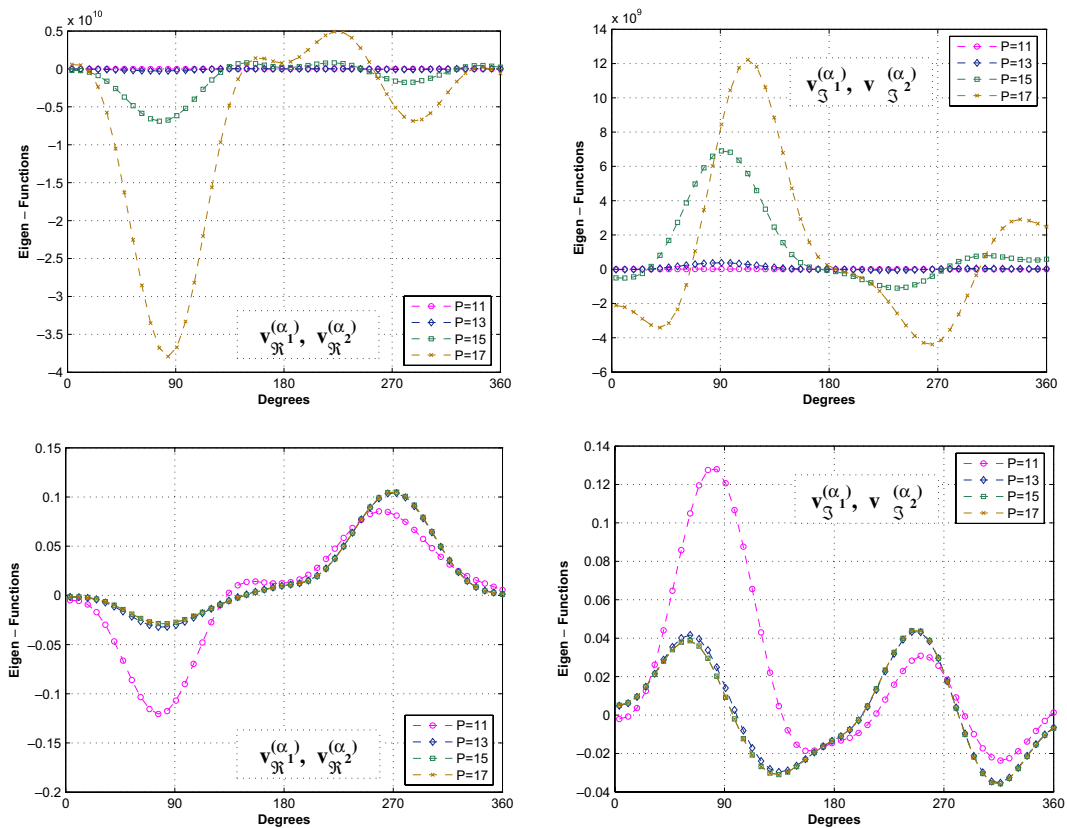 x 10^10
Eigen – Functions
0.5
0
−0.5
−1
−1.5
−2
−2.5
−3
−3.5
−4
0 90 180 270 360
Degrees
v_ℜ^(α1), v_ℜ^(α2)
P=11
P=13
P=15
P=17
x 10^9
Eigen – Functions
14
12
10
8
6
4
2
0
−2
−4
−6
0 90 180 270 360
Degrees
v_ℑ^(α1), v_ℑ^(α2)
P=11
P=13
P=15
P=17
Eigen – Functions
0.15
0.1
0.05
0
−0.05
−0.1
−0.15
−0.2
0 90 180 270 360
Degrees
v_ℜ^(α1), v_ℜ^(α2)
P=11
P=13
P=15
P=17
Eigen – Functions
0.14
0.12
0.1
0.08
0.06
0.04
0.02
0
−0.02
−0.04
0 90 180 270 360
Degrees
v_ℑ^(α1), v_ℑ^(α2)
P=11
P=13
P=15
P=17